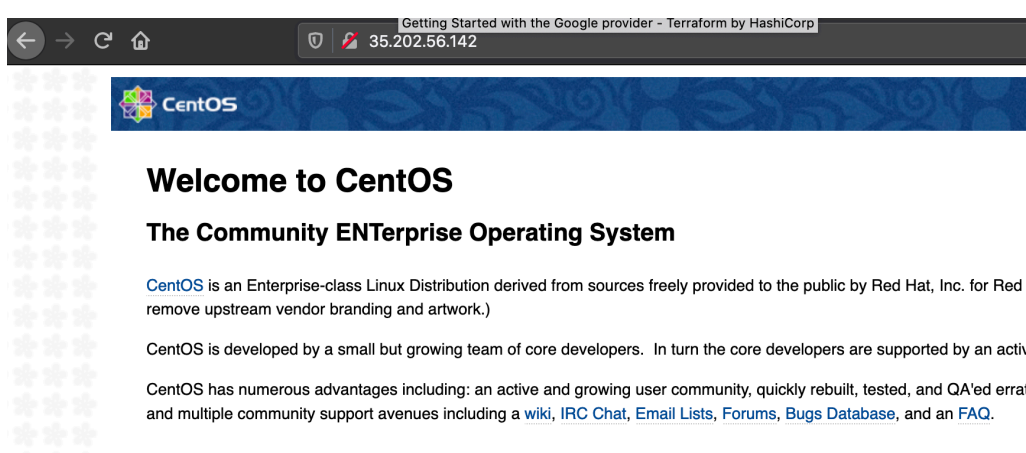 Getting Started with the Google provider - Terraform by HashiCorp
35.202.56.142
CentOS
Welcome to CentOS
The Community ENTerprise Operating System
CentOS is an Enterprise-class Linux Distribution derived from sources freely provided to the public by Red Hat, Inc. for Red
remove upstream vendor branding and artwork.)
CentOS is developed by a small but growing team of core developers. In turn the core developers are supported by an
CentOS has numerous advantages including: an active and growing user community, quickly rebuilt, tested, and QA'ed
and multiple community support avenues including a wiki, IRC Chat, Email Lists, Forums, Bugs Database, and an FAQ.